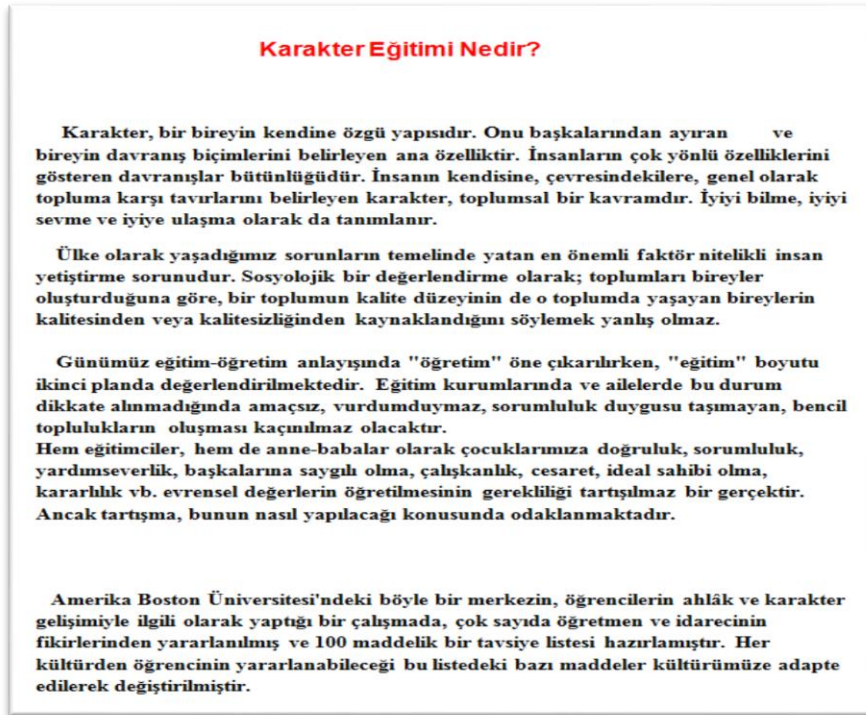 Karakter Eğitimi Nedir?
Karakter, bir bireyin kendine özgü yapısıdır. Onu başkalarından ayıran ve
bireyin davranış biçimlerini belirleyen ana özelliktir. İnsanların çok yönlü özelliklerini
gösteren davranışlar bütünlüğüdür. İnsanın kendisine, çevresindekilere, genel olarak
topluma karşı tavırlarını belirleyen karakter, toplumsal bir kavramdır. İyiyi bilme, iyiyi
sevme ve iyiye ulaşma olarak da tanımlanır.
Ülke olarak yaşadığımız sorunların temelinde yatan en önemli faktör nitelikli insan
yetiştirme sorunudur. Sosyolojik bir değerlendirme olarak; toplumları bireyler
oluşturduğuna göre, bir toplumun kalite düzeyinin de o toplumda yaşayan bireylerin
kalitesinden veya kalitesizliğinden kaynaklandığını söylemek yanlış olmaz.
Günümüz eğitim-öğretim anlayışında "öğretim" öne çıkarılırken, "eğitim" boyutu
ikinci planda değerlendirilmektedir. Eğitim kurumlarında ve ailelerde bu durum
dikkate alınmadığında amaçsız, vurdumduymaz, sorumluluk duygusu taşımayan, bencil
toplulukların oluşması kaçınılmaz olacaktır.
Hem eğitimciler, hem de anne-babalar olarak çocuklarımıza doğruluk, sorumluluk,
yardımseverlik, başkalarına saygılı olma, çalışkanlık, cesaret, ideal sahibi olma,
kararlılık vb. evrensel değerlerin öğretilmesinin gerekliliği tartışılmaz bir gerçektir.
Ancak tartışma, bunun nasıl yapılacağı konusunda odaklanmaktadır.
Amerika Boston Üniversitesi'ndeki böyle bir merkezin, öğrencilerin ahlâk ve karakter
gelişimiyle ilgili olarak yaptığı bir çalışmada, çok sayıda öğretmen ve idarecinin
fikirlerinden yararlanılmış ve 100 maddelik bir tavsiye listesi hazırlamıştır. Her
kültürden öğrencinin yararlanabileceği bu listedeki bazı maddeler kültürümüze adapte
edilerek değiştirilmiştir.